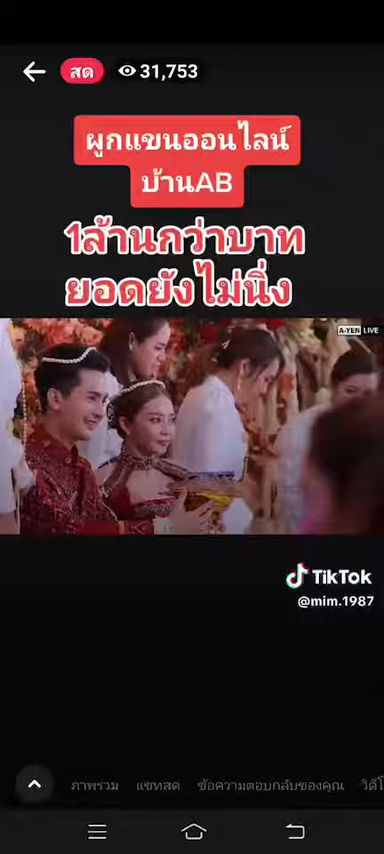 สด 31,753
ผูกแขนออนไลน์
บ้านAB
1ล้านกว่าบาท
ยอดยังไม่นิ่ง
A-YEN LIVE
TikTok
@mim.1987
ภาพรวม แชทสด ข้อความตอบกลับของคุณ วิดีโ